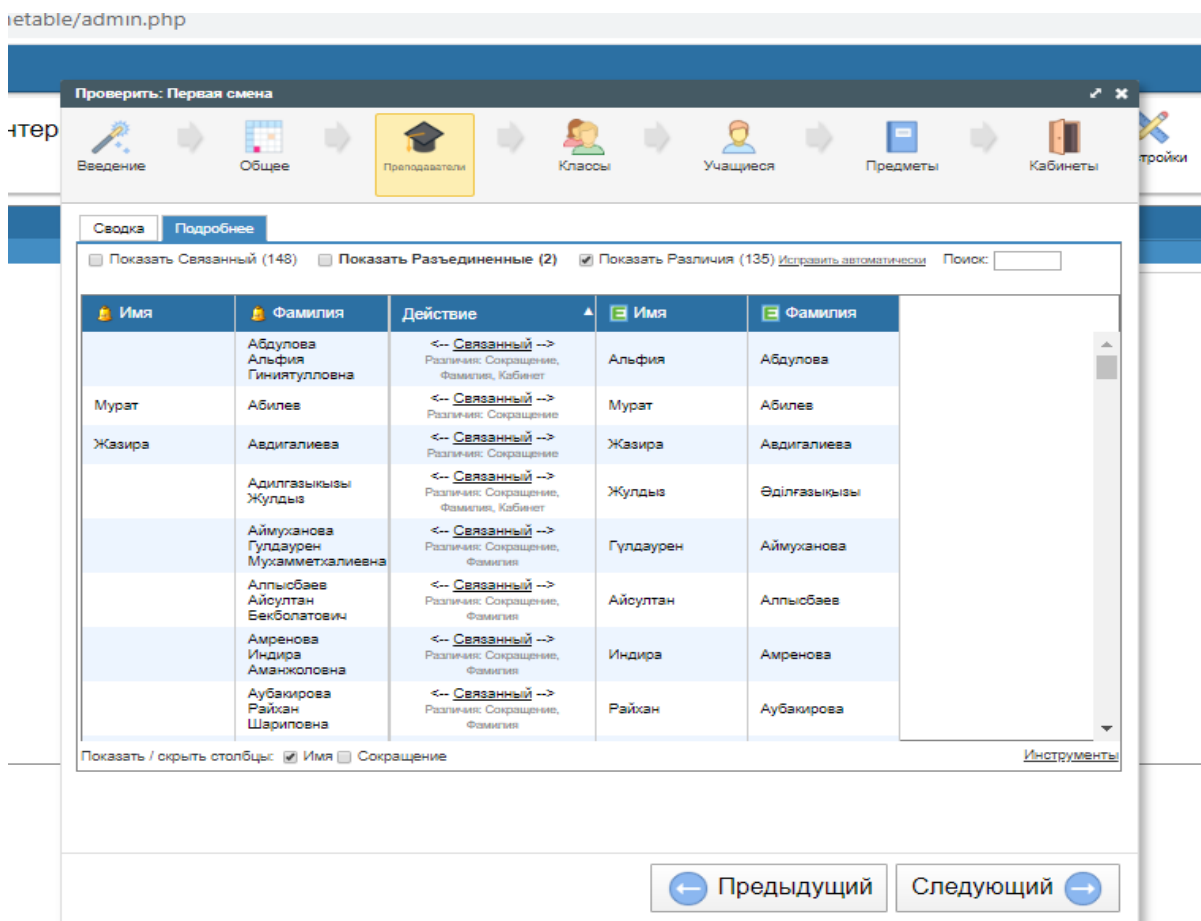 netable/admin.php
Проверить: Первая смена
нтер
Введение
Общее
Преподаватели
Классы
Учащиеся
Предметы
Кабинеты
тройки
Сводка Подробнее
Показать Связанный (148) Показать Разъединенные (2) Показать Различия (135) Исправить автоматически Поиск:
Имя Фамилия Действие Имя Фамилия
Абдулова
Альфия
Гиниятулловна
<-- Связанный -->
Различия: Сокращение,
Фамилия, Кабинет
Альфия Абдулова
Мурат Абилев
<-- Связанный -->
Различия: Сокращение
Мурат Абилев
Жазира Авдигалиева
<-- Связанный -->
Различия: Сокращение
Жазира Авдигалиева
Адилгазыкызы
Жулдыз
<-- Связанный -->
Различия: Сокращение,
Фамилия, Кабинет
Жулдыз Әділғазықызы
Аймуханова
Гулдаурен
Мухамметхалиевна
<-- Связанный -->
Различия: Сокращение,
Фамилия
Гүлдаурен Аймуханова
Алпысбаев
Айсултан
Бекболатович
<-- Связанный -->
Различия: Сокращение,
Фамилия
Айсултан Алпысбаев
Амренова
Индира
Аманжоловна
<-- Связанный -->
Различия: Сокращение,
Фамилия
Индира Амренова
Аубакирова
Райхан
Шариповна
<-- Связанный -->
Различия: Сокращение,
Фамилия
Райхан Аубакирова
Показать / скрыть столбцы: Имя Сокращение Инструменты
Предыдущий Следующий